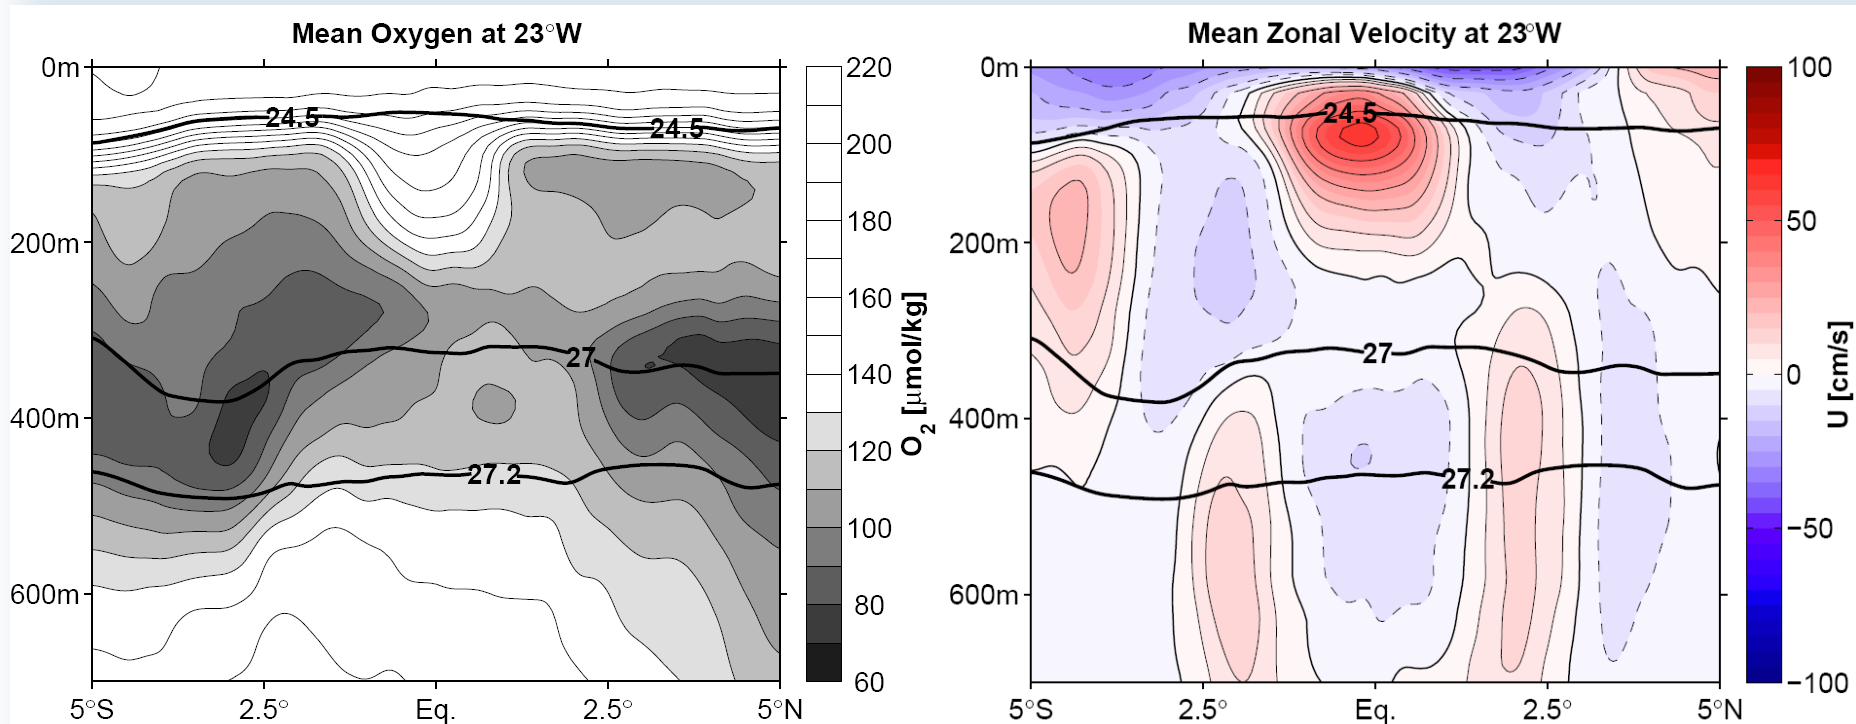 Mean Oxygen at 23°W
0m
200m
400m
600m
24.5
24.5
27
27.2
5°S
2.5°
Eq.
2.5°
5°N
220
200
180
160
140
120
100
80
60
O2 [µmol/kg]
Mean Zonal Velocity at 23°W
0m
200m
400m
600m
24.5
27
27.2
5°S
2.5°
Eq.
2.5°
5°N
100
50
0
−50
−100
U [cm/s]